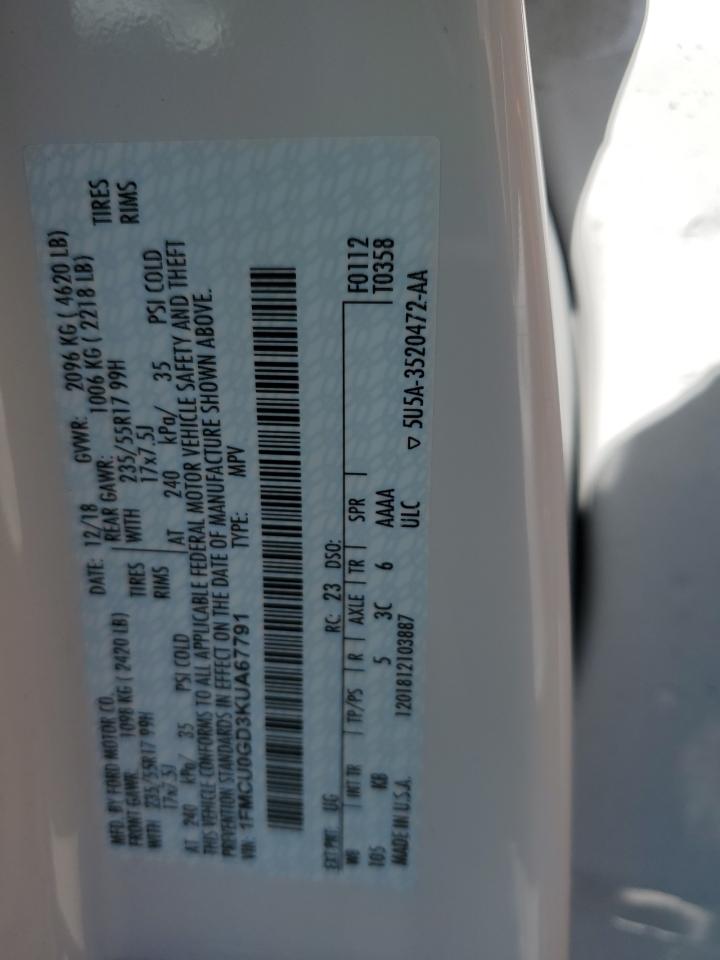 MFD. BY FORD MOTOR CO.
DATE: 12/18 GVWR: 2096 KG ( 4620 LB)
FRONT GAWR: 1098 KG ( 2420 LB) REAR GAWR: 1006 KG ( 2218 LB)
WITH 235/55R17 99H TIRES WITH 235/55R17 99H TIRES
17x7.5J RIMS 17x7.5J RIMS
AT 240 kPa/ 35 PSI COLD AT 240 kPa/ 35 PSI COLD
THIS VEHICLE CONFORMS TO ALL APPLICABLE FEDERAL MOTOR VEHICLE SAFETY AND THEFT
PREVENTION STANDARDS IN EFFECT ON THE DATE OF MANUFACTURE SHOWN ABOVE.
VIN: 1FMCU0GD3KUA67791 TYPE: MPV
EXT PNT: UG RC: 23 DSO: F0112
WB INT TR TP/PS R AXLE TR SPR T0358
105 KB 5 3C 6 AAAA
MADE IN U.S.A. 1201812103887 ULC ▽ 5U5A-3520472-AA